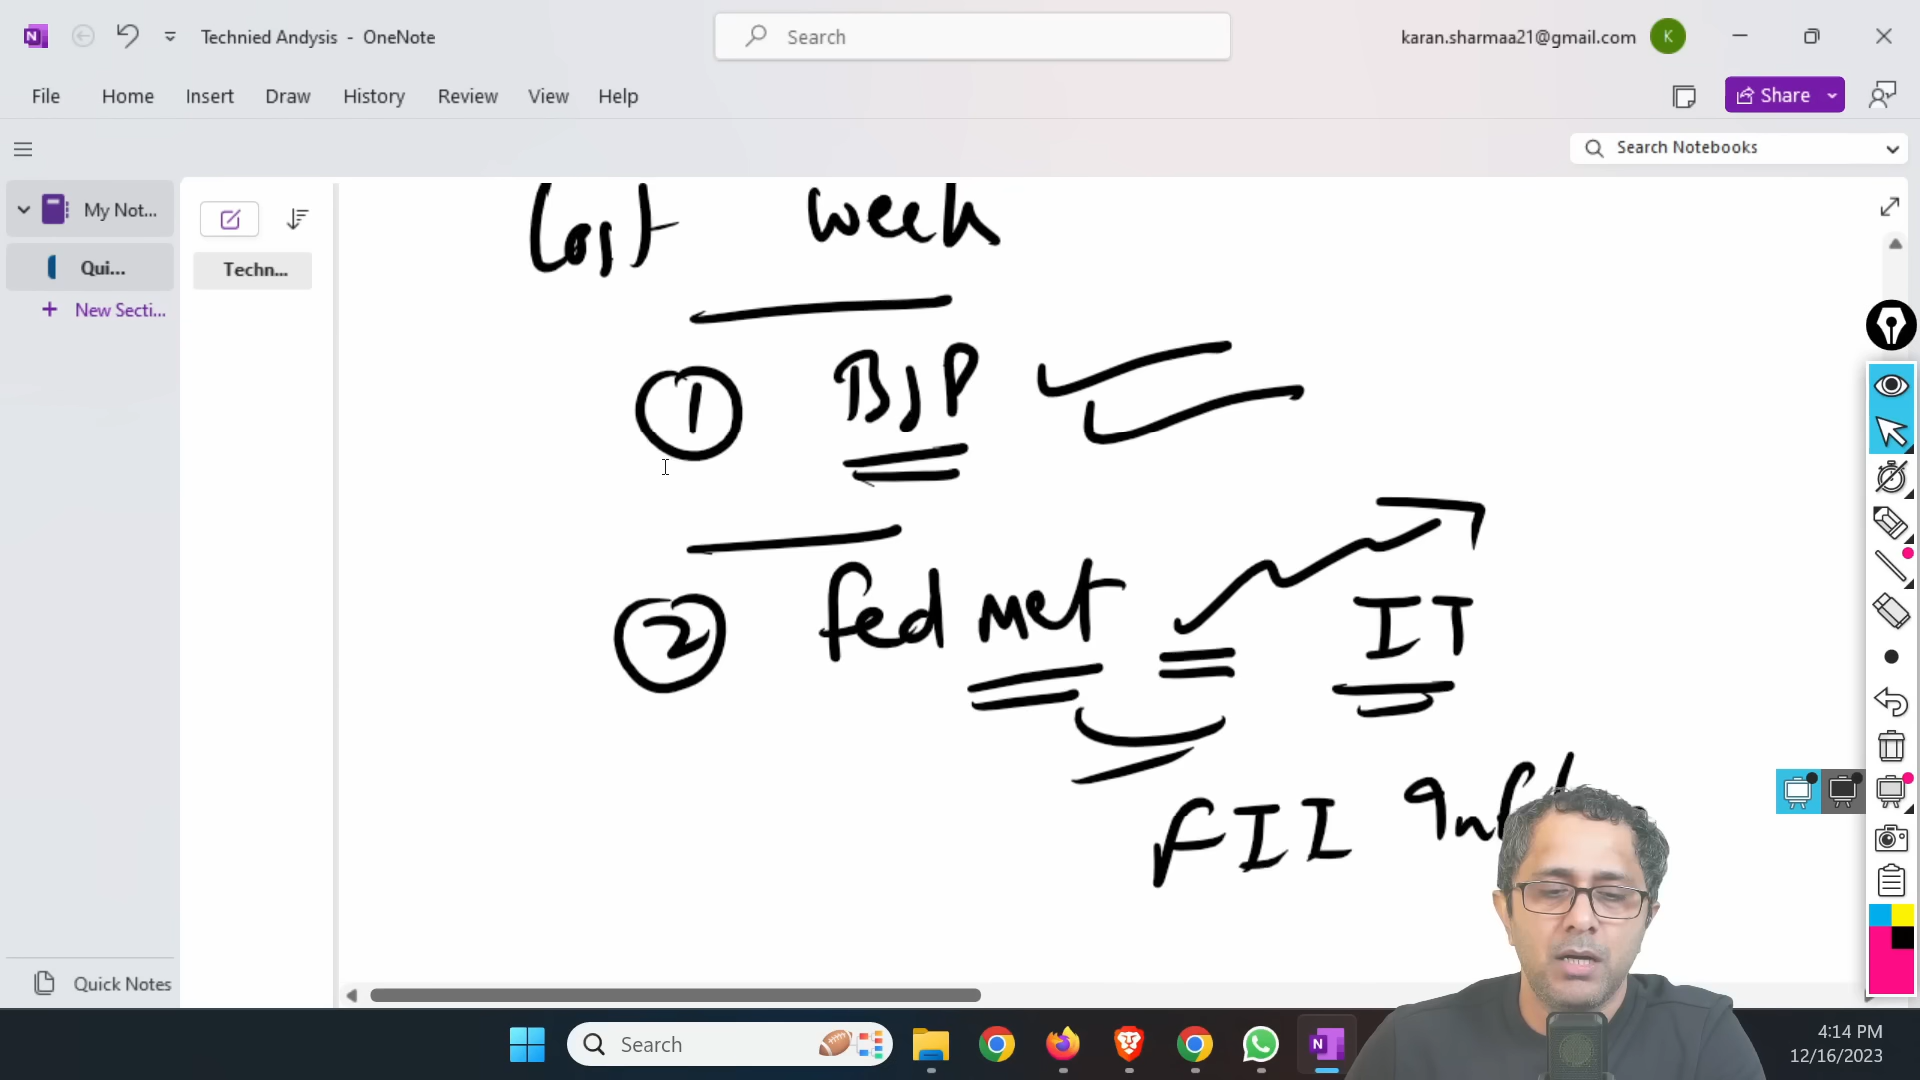 Technied Andysis - OneNote
Search
karan.sharmaa21@gmail.com
K
File Home Insert Draw History Review View Help
Share
Search Notebooks
My Not...
Qui...
Techn...
New Secti...
Last week
1 BJP
2 Fed met IT
FII
Quick Notes
Search
4:14 PM
12/16/2023